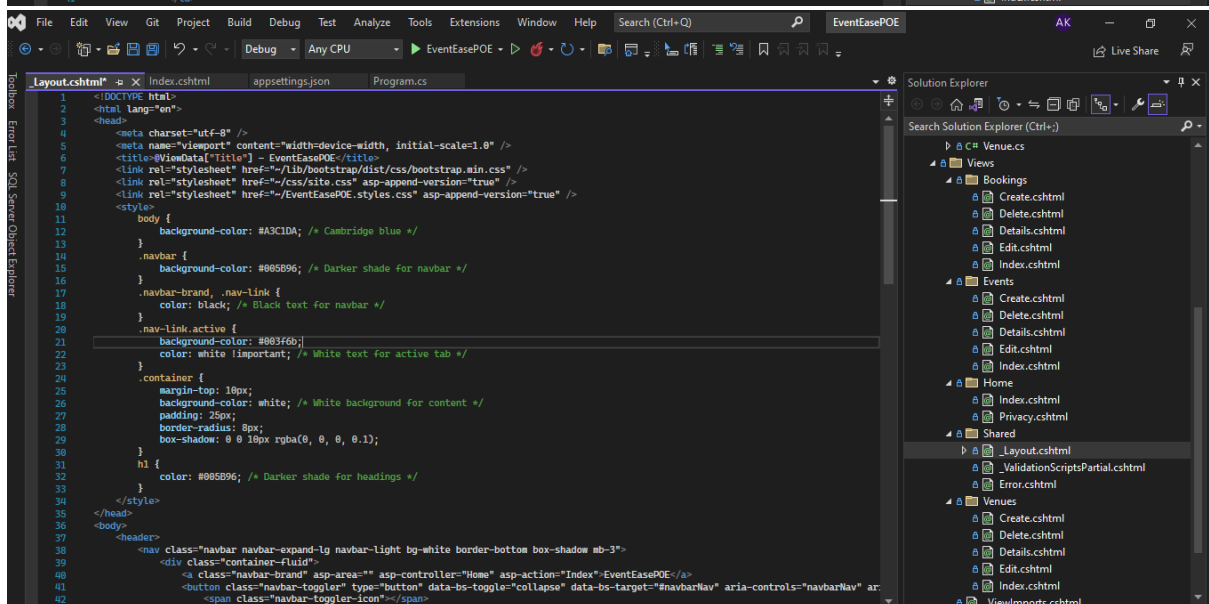 File Edit View Git Project Build Debug Test Analyze Tools Extensions Window Help Search (Ctrl+Q) EventEasePOE AK
Debug Any CPU EventEasePOE Live Share
_Layout.cshtml* Index.cshtml appsettings.json Program.cs
Toolbox
Error List
SQL Server Object Explorer
1 <!DOCTYPE html>
2 <html lang="en">
3 <head>
4 <meta charset="utf-8" />
5 <meta name="viewport" content="width=device-width, initial-scale=1.0" />
6 <title>@ViewData["Title"] - EventEasePOE</title>
7 <link rel="stylesheet" href="~/lib/bootstrap/dist/css/bootstrap.min.css" />
8 <link rel="stylesheet" href="~/css/site.css" asp-append-version="true" />
9 <link rel="stylesheet" href="~/EventEasePOE.styles.css" asp-append-version="true" />
10 <style>
11 body {
12 background-color: #A3C1DA; /* Cambridge blue */
13 }
14 .navbar {
15 background-color: #005B96; /* Darker shade for navbar */
16 }
17 .navbar-brand, .nav-link {
18 color: black; /* Black text for navbar */
19 }
20 .nav-link.active {
21 background-color: #003f6b;
22 color: white !important; /* White text for active tab */
23 }
24 .container {
25 margin-top: 10px;
26 background-color: white; /* White background for content */
27 padding: 25px;
28 border-radius: 8px;
29 box-shadow: 0 0 10px rgba(0, 0, 0, 0.1);
30 }
31 h1 {
32 color: #005B96; /* Darker shade for headings */
33 }
34 </style>
35 </head>
36 <body>
37 <header>
38 <nav class="navbar navbar-expand-lg navbar-light bg-white border-bottom box-shadow mb-3">
39 <div class="container-fluid">
40 <a class="navbar-brand" asp-area="" asp-controller="Home" asp-action="Index">EventEasePOE</a>
41 <button class="navbar-toggler" type="button" data-bs-toggle="collapse" data-bs-target="#navbarNav" aria-controls="navbarNav" ar
42 <span class="navbar-toggler-icon"></span>
Solution Explorer
Search Solution Explorer (Ctrl+;)
C# Venue.cs
Views
Bookings
Create.cshtml
Delete.cshtml
Details.cshtml
Edit.cshtml
Index.cshtml
Events
Create.cshtml
Delete.cshtml
Details.cshtml
Edit.cshtml
Index.cshtml
Home
Index.cshtml
Privacy.cshtml
Shared
_Layout.cshtml
_ValidationScriptsPartial.cshtml
Error.cshtml
Venues
Create.cshtml
Delete.cshtml
Details.cshtml
Edit.cshtml
Index.cshtml
_ViewImports.cshtml